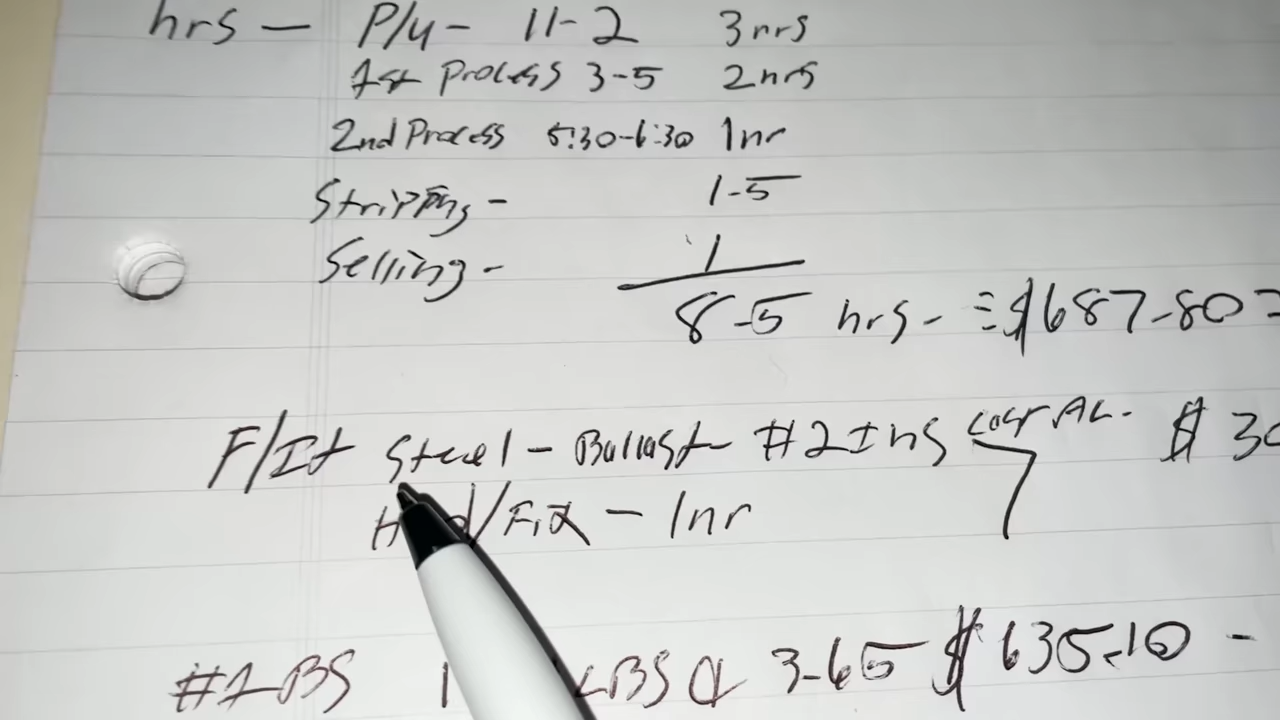 hrs — P/u - 11-2 3hrs
1st Process 3-5 2hrs
2nd Process 5:30-6:30 1hr
Stripping - 1-5
Selling - 1
8-5 hrs - = $687-80
F/It Steel - Ballast #2 Ins $ 30
/Fix - 1hr
#1 BS LBS @ 3-65 $635.10 -